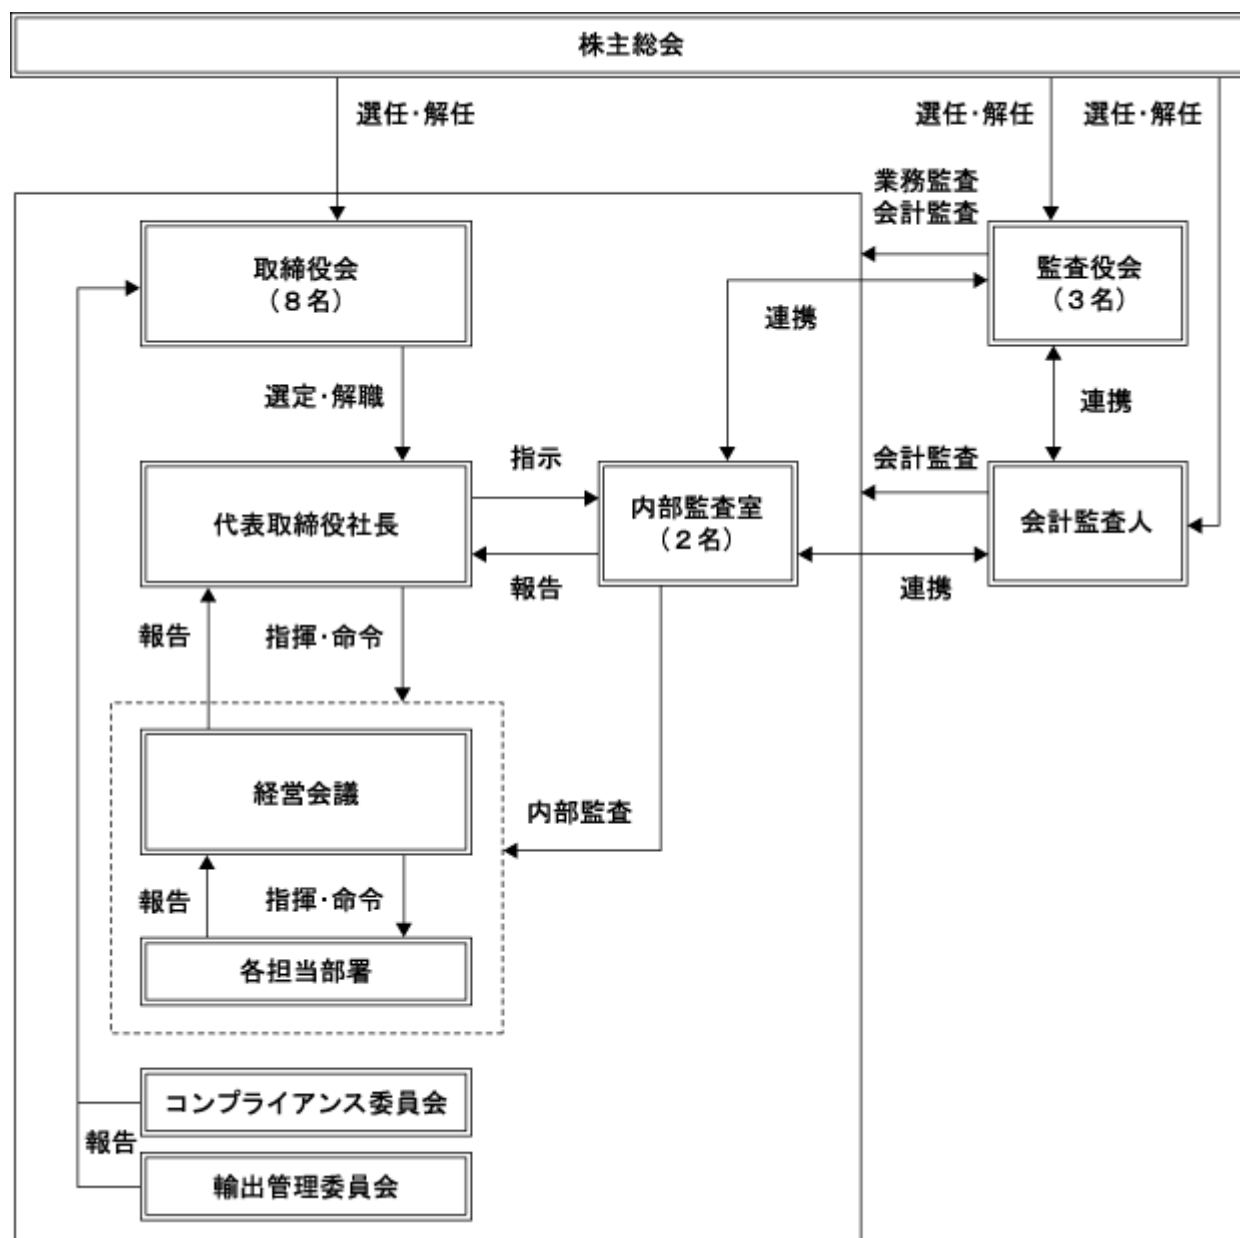 株主総会
選任・解任
選任・解任
選任・解任
業務監査
会計監査
取締役会
（８名）
監査役会
（３名）
連携
選定・解職
連携
指示
会計監査
代表取締役社長
内部監査室
（２名）
会計監査人
報告
連携
報告
指揮・命令
経営会議
内部監査
報告
指揮・命令
各担当部署
コンプライアンス委員会
報告
輸出管理委員会